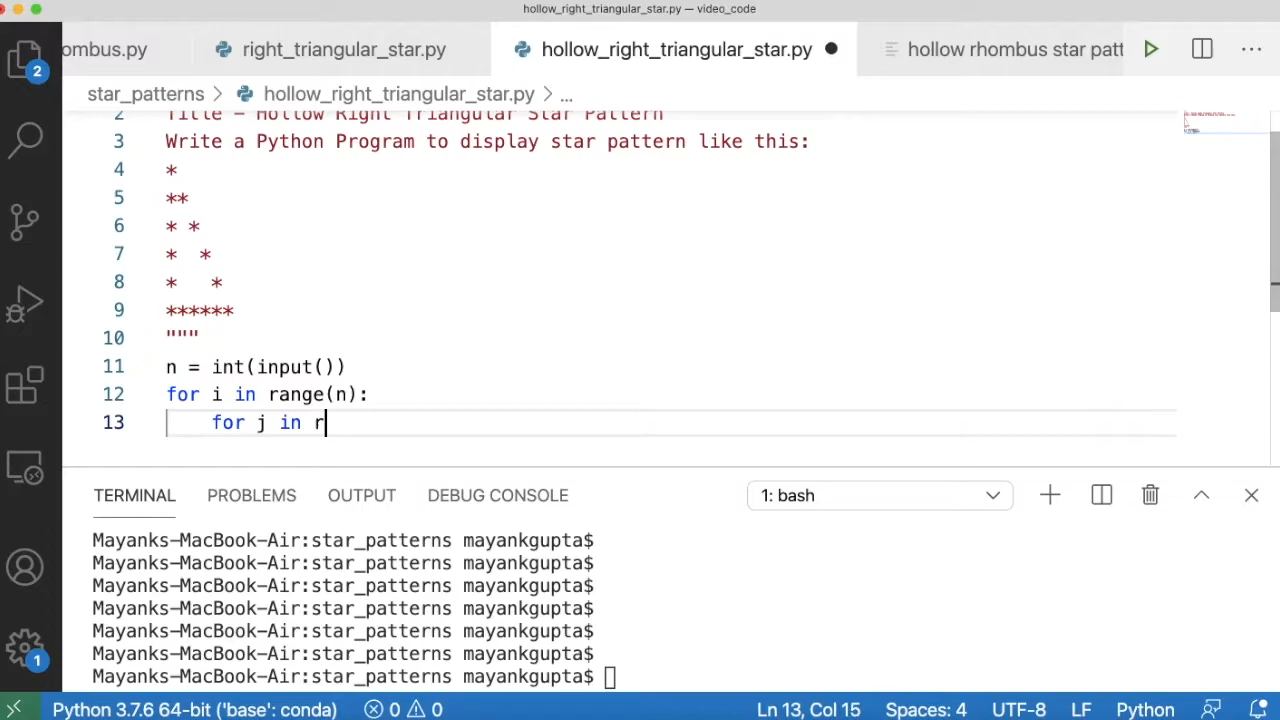 hollow_right_triangular_star.py — video_code
ombus.py right_triangular_star.py hollow_right_triangular_star.py hollow rhombus star patt ...
2
star_patterns > hollow_right_triangular_star.py > ...
2 Title - Hollow Right Triangular Star Pattern
3 Write a Python Program to display star pattern like this:
4 *
5 **
6 * *
7 *  *
8 *   *
9 ******
10 """
11 n = int(input())
12 for i in range(n):
13     for j in r
TERMINAL PROBLEMS OUTPUT DEBUG CONSOLE 1: bash
Mayanks-MacBook-Air:star_patterns mayankgupta$
Mayanks-MacBook-Air:star_patterns mayankgupta$
Mayanks-MacBook-Air:star_patterns mayankgupta$
Mayanks-MacBook-Air:star_patterns mayankgupta$
Mayanks-MacBook-Air:star_patterns mayankgupta$
Mayanks-MacBook-Air:star_patterns mayankgupta$
Mayanks-MacBook-Air:star_patterns mayankgupta$
1
Python 3.7.6 64-bit ('base': conda) 0 0 Ln 13, Col 15 Spaces: 4 UTF-8 LF Python